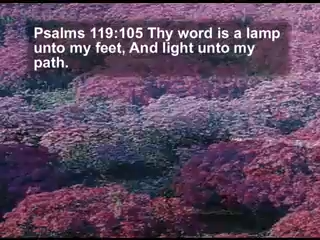 Psalms 119:105 Thy word is a lamp
unto my feet, And light unto my
path.